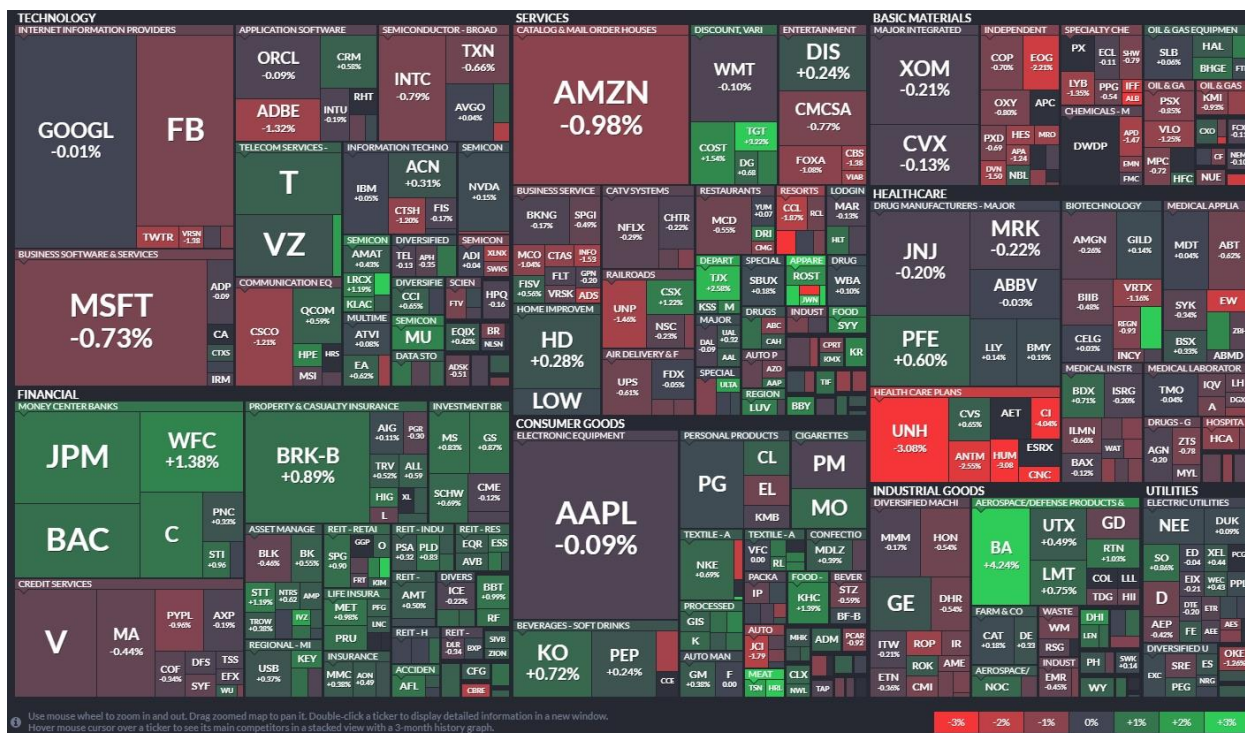 TECHNOLOGY
INTERNET INFORMATION PROVIDERS
GOOGL
-0.01%
FB
TWTR
VRSN
-1.38
APPLICATION SOFTWARE
ORCL
-0.09%
CRM
+0.58%
ADBE
-1.32%
INTU
-0.19%
RHT
SEMICONDUCTOR - BROAD
INTC
-0.79%
TXN
-0.66%
AVGO
+0.04%
TELECOM SERVICES -
T
VZ
INFORMATION TECHNO
IBM
+0.05%
ACN
+0.31%
CTSH
-1.20%
FIS
-0.17%
SEMICON
NVDA
+0.15%
BUSINESS SOFTWARE & SERVICES
MSFT
-0.73%
ADP
-0.09
CA
CTXS
IRM
COMMUNICATION EQ
CSCO
-1.21%
QCOM
+0.59%
HPE
HRS
MSI
SEMICON
AMAT
+0.43%
LRCX
+1.19%
KLAC
DIVERSIFIED
TEL
-0.13
APH
-0.35
SEMICON
ADI
+0.04
XLNX
SWKS
MULTIME
ATVI
+0.08%
EA
+0.62%
DIVERSIFIE
CCI
+0.65%
SCIEN
FTV
HPQ
-0.16
SEMICON
MU
EQIX
+0.42%
BR
NLSN
DATA STO
ADSK
-0.51
SERVICES
CATALOG & MAIL ORDER HOUSES
AMZN
-0.98%
DISCOUNT, VARI
WMT
-0.10%
COST
+1.54%
TGT
+3.22%
DG
+0.68
ENTERTAINMENT
DIS
+0.24%
CMCSA
-0.77%
FOXA
-1.08%
CBS
-1.38
VIAB
BUSINESS SERVICE
BKNG
-0.17%
SPGI
-0.49%
MCO
-1.04%
CTAS
INFO
-1.53
FISV
+0.56%
FLT
GPN
-0.20
VRSK
ADS
CATV SYSTEMS
NFLX
-0.29%
CHTR
-0.22%
RESTAURANTS
MCD
-0.55%
YUM
+0.07
DRI
CMG
RESORTS
CCL
-1.87%
RCL
LODGIN
MAR
-0.13%
HLT
RAILROADS
UNP
-1.46%
CSX
+1.22%
NSC
-0.23%
DEPART
TJX
+2.58%
KSS
M
SPECIAL
SBUX
+0.18%
APPARE
ROST
JWN
DRUG
WBA
-0.10%
HOME IMPROVEM
HD
+0.28%
LOW
AIR DELIVERY & F
UPS
-0.61%
FDX
-0.05%
MAJOR
DAL
-0.09
UAL
+0.32
AAL
DRUGS
ABC
CAH
INDUST
CPRT
KMX
FOOD
SYY
KR
SPECIAL
ULTA
AUTO P
AZO
AAP
TIF
REGION
LUV
BBY
BASIC MATERIALS
MAJOR INTEGRATED
XOM
-0.21%
CVX
-0.13%
INDEPENDENT
COP
-0.70%
EOG
-2.21%
OXY
-0.80%
APC
PXD
-0.69
HES
MRO
APA
-1.24
DVN
-1.50
NBL
SPECIALTY CHE
PX
ECL
-0.11
SHW
-0.79
LYB
-1.35%
PPG
-0.54
IFF
ALB
CHEMICALS - M
DWDP
APD
-1.47
EMN
FMC
OIL & GAS EQUIPMEN
SLB
+0.06%
HAL
BHGE
OIL & GA
PSX
-0.85%
VLO
-1.25%
MPC
-0.72
HFC
OIL & GAS
KMI
-0.93%
CXO
CF
NUE
HEALTHCARE
DRUG MANUFACTURERS - MAJOR
JNJ
-0.20%
MRK
-0.22%
ABBV
-0.03%
PFE
+0.60%
LLY
+0.14%
BMY
+0.19%
BIOTECHNOLOGY
AMGN
-0.26%
GILD
+0.14%
BIIB
-0.48%
VRTX
-1.16%
CELG
+0.03%
REGN
-0.93
INCY
MEDICAL APPLIA
MDT
+0.04%
ABT
-0.62%
SYK
-0.34%
EW
BSX
+0.33%
ABMD
HEALTH CARE PLANS
UNH
-3.08%
CVS
+0.65%
AET
CI
-4.04%
ANTM
-2.55%
HUM
-3.08
ESRX
CNC
MEDICAL INSTR
BDX
+0.71%
ISRG
-0.20%
ILMN
-0.66%
WAT
BAX
-0.12%
MEDICAL LABORATOR
TMO
-0.04%
IQV
LH
A
DGX
DRUGS - G
AGN
-0.20
ZTS
-0.78
MYL
HOSPITA
HCA
FINANCIAL
MONEY CENTER BANKS
JPM
WFC
+1.38%
BAC
C
PNC
+0.33%
STI
+0.96
PROPERTY & CASUALTY INSURANCE
BRK-B
+0.89%
AIG
+0.11%
PGR
-0.30
TRV
+0.52%
ALL
+0.59
HIG
XL
L
INVESTMENT BR
MS
+0.83%
GS
+0.87%
SCHW
+0.69%
CME
-0.12%
CREDIT SERVICES
V
MA
-0.44%
PYPL
-0.96%
AXP
-0.19%
COF
-0.34%
DFS
TSS
SYF
EFX
WU
ASSET MANAGE
BLK
-0.46%
BK
+0.55%
STT
+1.19%
NTRS
+0.62
AMP
TROW
+0.38%
IVZ
REGIONAL - MI
USB
+0.37%
KEY
REIT - RETAI
SPG
+0.90
GGP
O
FRT
KIM
REIT - INDU
PSA
+0.32
PLD
+0.83
REIT - RES
EQR
ESS
AVB
LIFE INSURA
MET
+0.98%
PFG
LNC
PRU
REIT -
AMT
+0.50%
DIVERS
ICE
-0.22%
BBT
+0.99%
RF
INSURANCE
MMC
+0.38%
AON
+0.49
REIT - H
REIT -
DLR
-0.34
BXP
SIVB
ZION
ACCIDEN
AFL
CFG
CBRE
CONSUMER GOODS
ELECTRONIC EQUIPMENT
AAPL
-0.09%
PERSONAL PRODUCTS
PG
CL
EL
KMB
CIGARETTES
PM
MO
BEVERAGES - SOFT DRINKS
KO
+0.72%
PEP
+0.24%
CCE
TEXTILE - A
NKE
+0.69%
TEXTILE - A
VFC
0.00
RL
CONFECTIO
MDLZ
+0.39%
PACKA
IP
FOOD -
KHC
+1.39%
BEVER
STZ
-0.59%
BF-B
PROCESSED
GIS
K
AUTO
JCI
-1.79
MHK
ADM
PCAR
-0.92
AUTO MAN
GM
+0.38%
F
0.00
MEAT
TSN
HRL
CLX
NWL
TAP
INDUSTRIAL GOODS
DIVERSIFIED MACHI
MMM
-0.17%
HON
-0.54%
GE
DHR
-0.54%
ITW
-0.21%
ROP
IR
ETN
-0.36%
ROK
AME
CMI
AEROSPACE/DEFENSE PRODUCTS &
BA
+4.24%
UTX
+0.49%
GD
RTN
+1.03%
LMT
+0.75%
COL
LLL
TDG
HII
FARM & CO
CAT
+0.18%
DE
+0.33
WASTE
WM
RSG
DHI
LEN
AEROSPACE/
NOC
INDUST
EMR
-0.45%
PH
SWK
+0.14
WY
UTILITIES
ELECTRIC UTILITIES
NEE
DUK
+0.09%
SO
+0.86%
ED
-0.04
XEL
+0.44
PCG
D
EIX
-0.21
WEC
+0.43
PPL
DTE
-0.20
ETR
AEP
-0.42%
FE
AEE
AES
DIVERSIFIED U
EXC
SRE
ES
PEG
NRG
OKE
-1.26%
Use mouse wheel to zoom in and out. Drag zoomed map to pan it. Double-click a ticker to display detailed information in a new window.
Hover mouse cursor over a ticker to see its main competitors in a stacked view with a 3-month history graph.
-3% -2% -1% 0% +1% +2% +3%